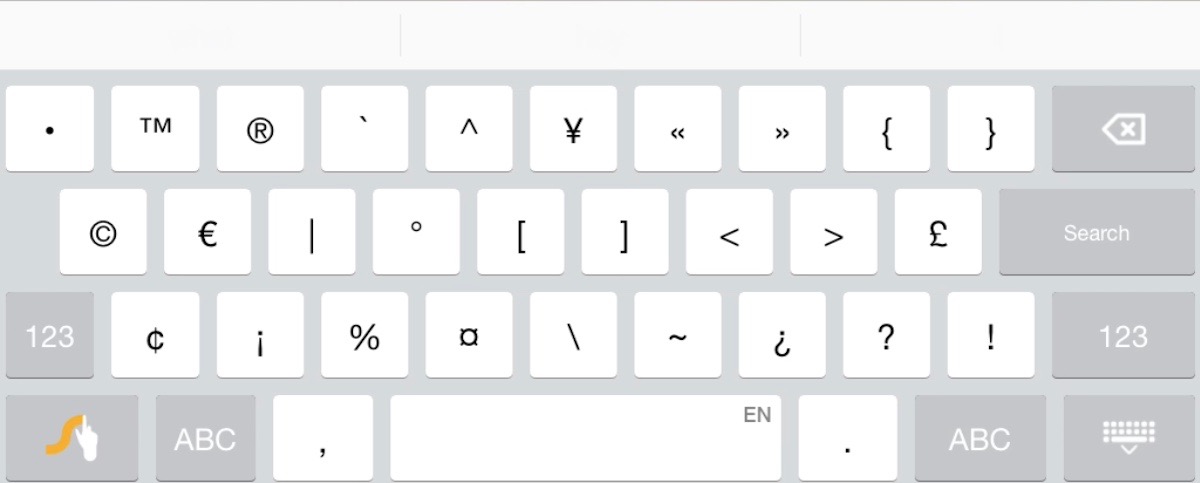 • ™ ® ` ^ ¥ « » { }
© € | ° [ ] < > £ Search
123 ¢ ¡ % ¤ \ ~ ¿ ? ! 123
ABC , EN . ABC